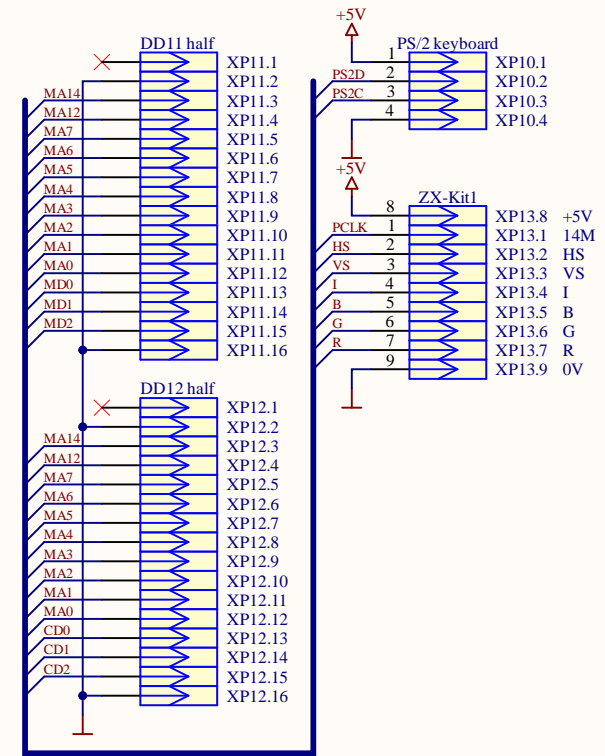 DD11 half
XP11.1
XP11.2
MA14 XP11.3
MA12 XP11.4
MA7 XP11.5
MA6 XP11.6
MA5 XP11.7
MA4 XP11.8
MA3 XP11.9
MA2 XP11.10
MA1 XP11.11
MA0 XP11.12
MD0 XP11.13
MD1 XP11.14
MD2 XP11.15
XP11.16
DD12 half
XP12.1
XP12.2
MA14 XP12.3
MA12 XP12.4
MA7 XP12.5
MA6 XP12.6
MA5 XP12.7
MA4 XP12.8
MA3 XP12.9
MA2 XP12.10
MA1 XP12.11
MA0 XP12.12
CD0 XP12.13
CD1 XP12.14
CD2 XP12.15
XP12.16
+5V
PS/2 keyboard
1 XP10.1
PS2D 2 XP10.2
PS2C 3 XP10.3
4 XP10.4
+5V
ZX-Kit1
8 XP13.8 +5V
PCLK 1 XP13.1 14M
HS 2 XP13.2 HS
VS 3 XP13.3 VS
I 4 XP13.4 I
B 5 XP13.5 B
G 6 XP13.6 G
R 7 XP13.7 R
9 XP13.9 0V